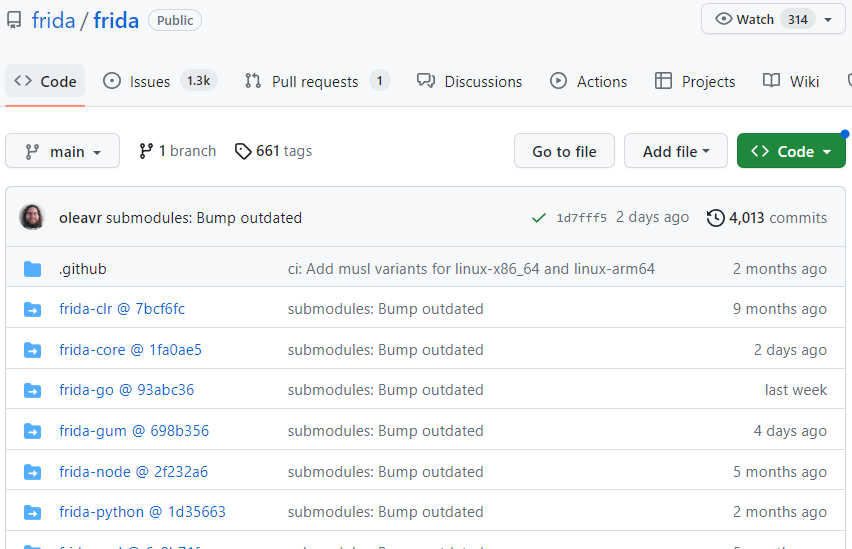 frida / frida Public Watch 314
Code Issues 1.3k Pull requests 1 Discussions Actions Projects Wiki
main 1 branch 661 tags Go to file Add file Code
oleavr submodules: Bump outdated 1d7fff5 2 days ago 4,013 commits
.github ci: Add musl variants for linux-x86_64 and linux-arm64 2 months ago
frida-clr @ 7bcf6fc submodules: Bump outdated 9 months ago
frida-core @ 1fa0ae5 submodules: Bump outdated 2 days ago
frida-go @ 93abc36 submodules: Bump outdated last week
frida-gum @ 698b356 submodules: Bump outdated 4 days ago
frida-node @ 2f232a6 submodules: Bump outdated 5 months ago
frida-python @ 1d35663 submodules: Bump outdated 2 months ago